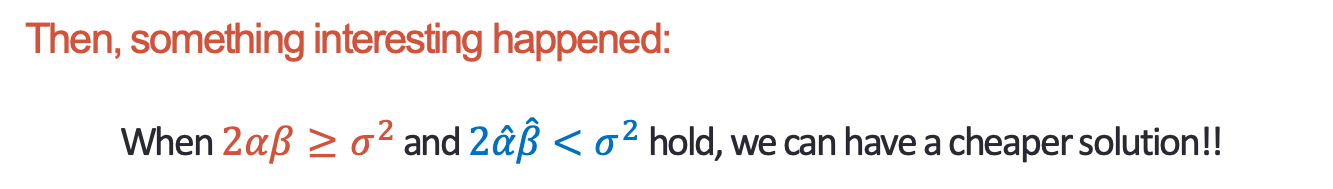 Then, something interesting happened:
When 2αβ ≥ σ² and 2α̂β̂ < σ² hold, we can have a cheaper solution!!